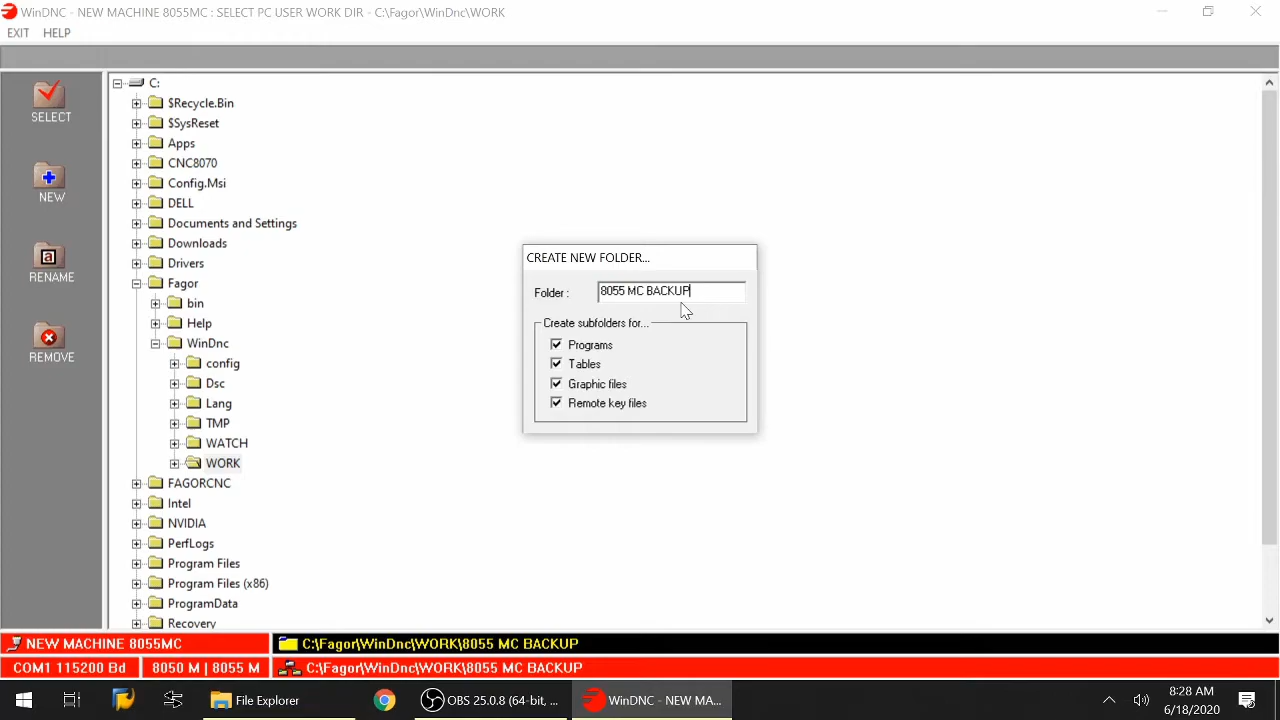 WinDNC - NEW MACHINE 8055MC : SELECT PC USER WORK DIR - C:\Fagor\WinDnc\WORK
EXIT HELP
SELECT
NEW
RENAME
REMOVE
C:
$Recycle.Bin
$SysReset
Apps
CNC8070
Config.Msi
DELL
Documents and Settings
Downloads
Drivers
Fagor
bin
Help
WinDnc
config
Dsc
Lang
TMP
WATCH
WORK
FAGORCNC
Intel
NVIDIA
PerfLogs
Program Files
Program Files (x86)
ProgramData
Recovery
CREATE NEW FOLDER...
Folder : 8055 MC BACKUP
Create subfolders for...
Programs
Tables
Graphic files
Remote key files
NEW MACHINE 8055MC C:\Fagor\WinDnc\WORK\8055 MC BACKUP
COM1 115200 Bd 8050 M | 8055 M C:\Fagor\WinDnc\WORK\8055 MC BACKUP
File Explorer OBS 25.0.8 (64-bit, ... WinDNC - NEW MA... 8:28 AM
6/18/2020